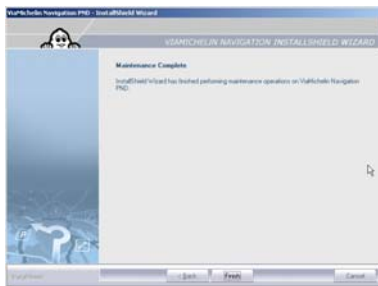 ViaMichelin Navigation PND - InstallShield Wizard
VIAMICHELIN NAVIGATION INSTALLSHIELD WIZARD
Maintenance Complete
InstallShield Wizard has finished performing maintenance operations on ViaMichelin Navigation
PND.
InstallShield
< Back
Finish
Cancel